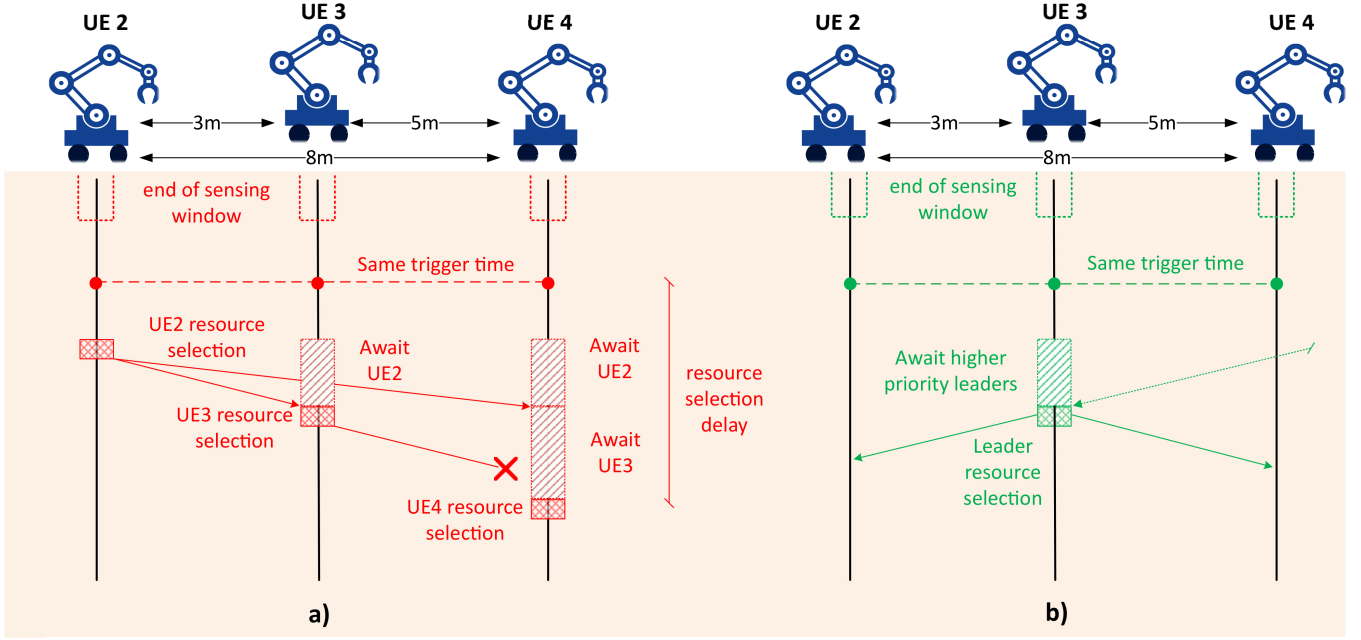 UE 2
UE 3
UE 4
3m
5m
8m
end of sensing
window
Same trigger time
UE2 resource
selection
Await
UE2
Await
UE2
UE3 resource
selection
Await
UE3
UE4 resource
selection
resource
selection
delay
a)
UE 2
UE 3
UE 4
3m
5m
8m
end of sensing
window
Same trigger time
Await higher
priority leaders
Leader
resource
selection
b)